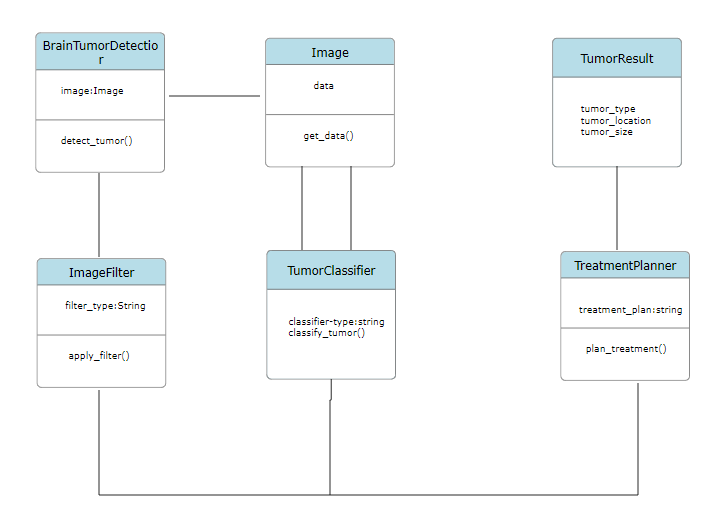 BrainTumorDetectio
r
image:Image
detect_tumor()
Image
data
get_data()
TumorResult
tumor_type
tumor_location
tumor_size
ImageFilter
filter_type:String
apply_filter()
TumorClassifier
classifier-type:string
classify_tumor()
TreatmentPlanner
treatment_plan:string
plan_treatment()